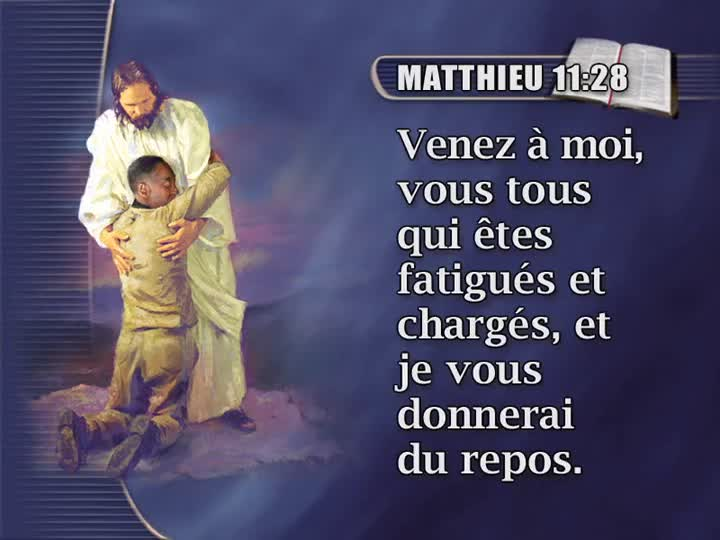 MATTHIEU 11:28
Venez à moi,
vous tous
qui êtes
fatigués et
chargés, et
je vous
donnerai
du repos.